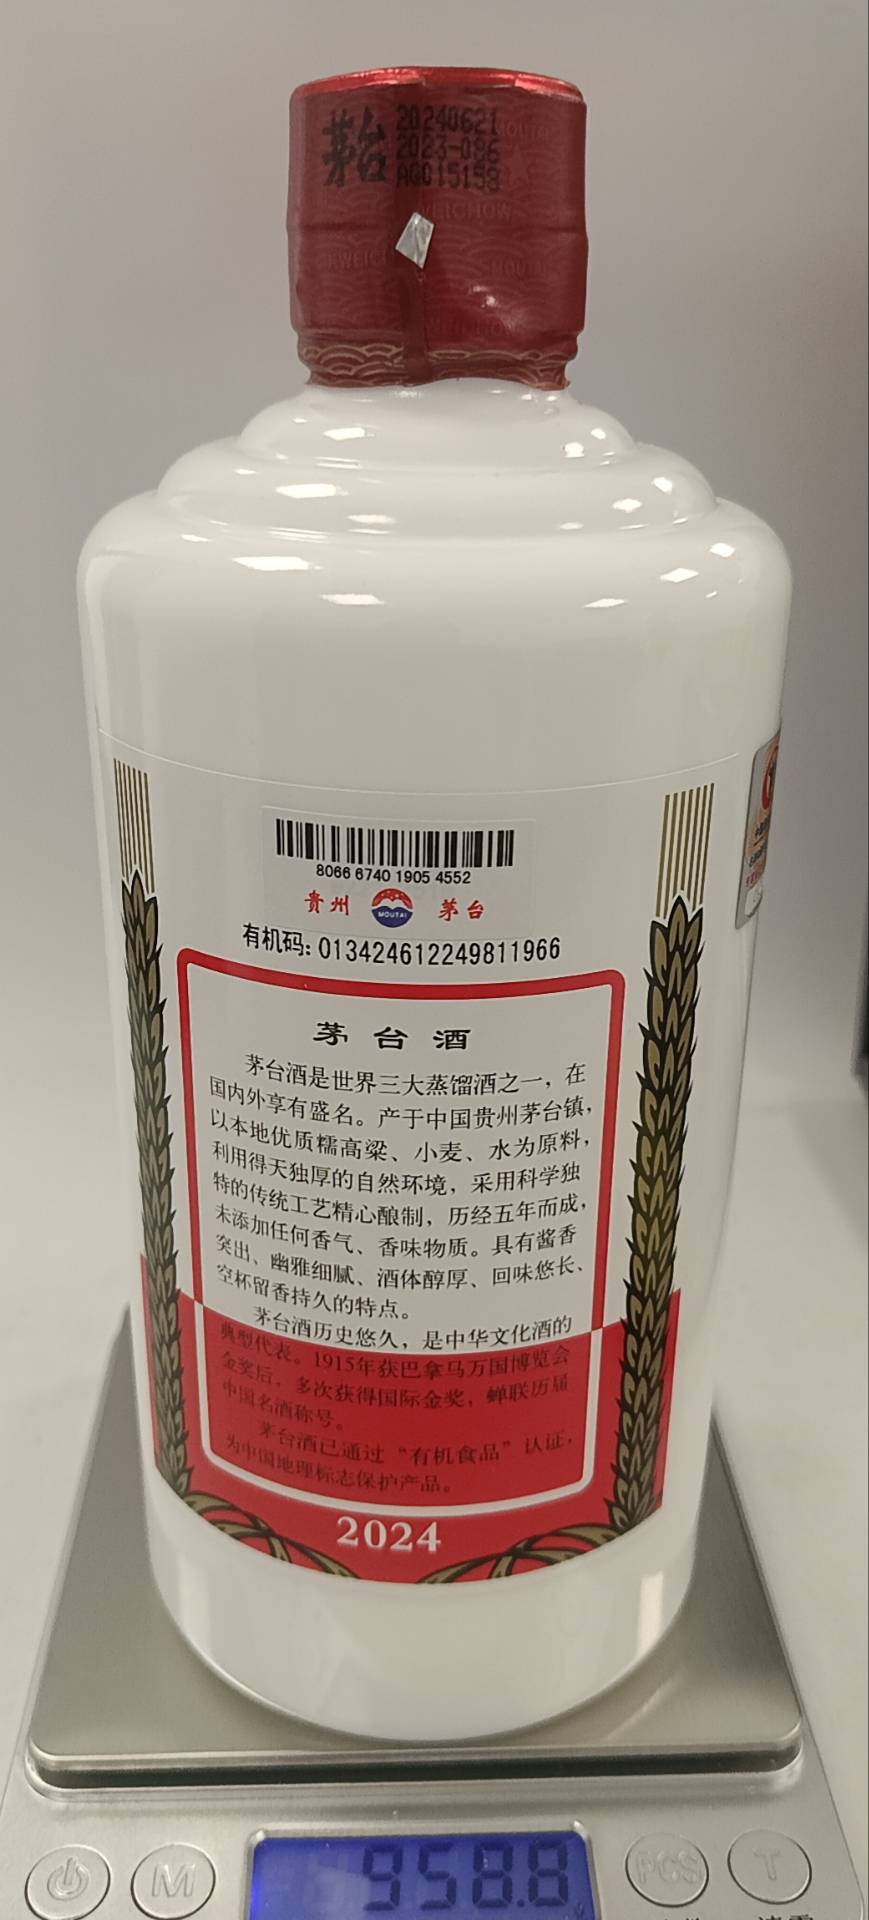 茅台
20240621
2023-086
AQ015158
MOUTAI
KWEICHOW
KWEICHOW
MOUTAI
8066 6740 1905 4552
贵州 MOUTAI 茅台
有机码: 013424612249811966
茅台酒
茅台酒是世界三大蒸馏酒之一，在
国内外享有盛名。产于中国贵州茅台镇，
以本地优质糯高粱、小麦、水为原料，
利用得天独厚的自然环境，采用科学独
特的传统工艺精心酿制，历经五年而成，
未添加任何香气、香味物质。具有酱香
突出、幽雅细腻、酒体醇厚、回味悠长、
空杯留香持久的特点。
茅台酒历史悠久，是中华文化酒的
典型代表。1915年获巴拿马万国博览会
金奖后，多次获得国际金奖，蝉联历届
中国名酒称号。
茅台酒已通过“有机食品”认证，
为中国地理标志保护产品。
2024
958.8
M
PCS
T